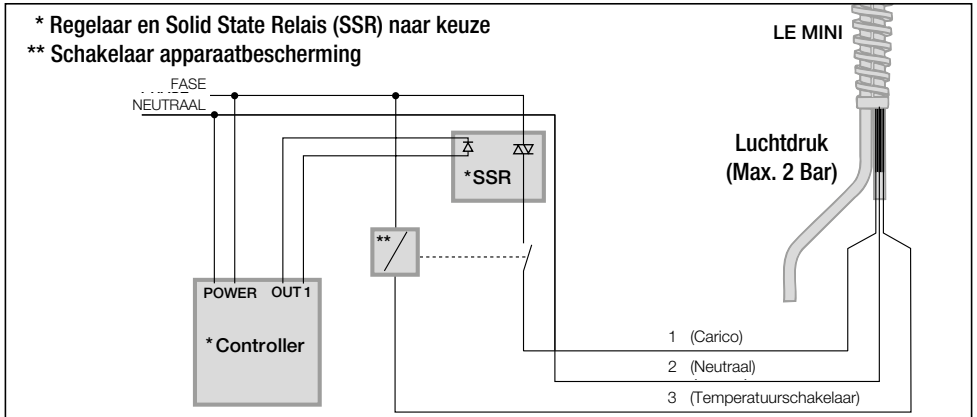 * Regelaar en Solid State Relais (SSR) naar keuze
** Schakelaar apparaatbescherming
LE MINI
FASE
NEUTRAAL
Luchtdruk
(Max. 2 Bar)
*SSR
**
POWER OUT 1
*Controller
1 (Carico)
2 (Neutraal)
3 (Temperatuurschakelaar)